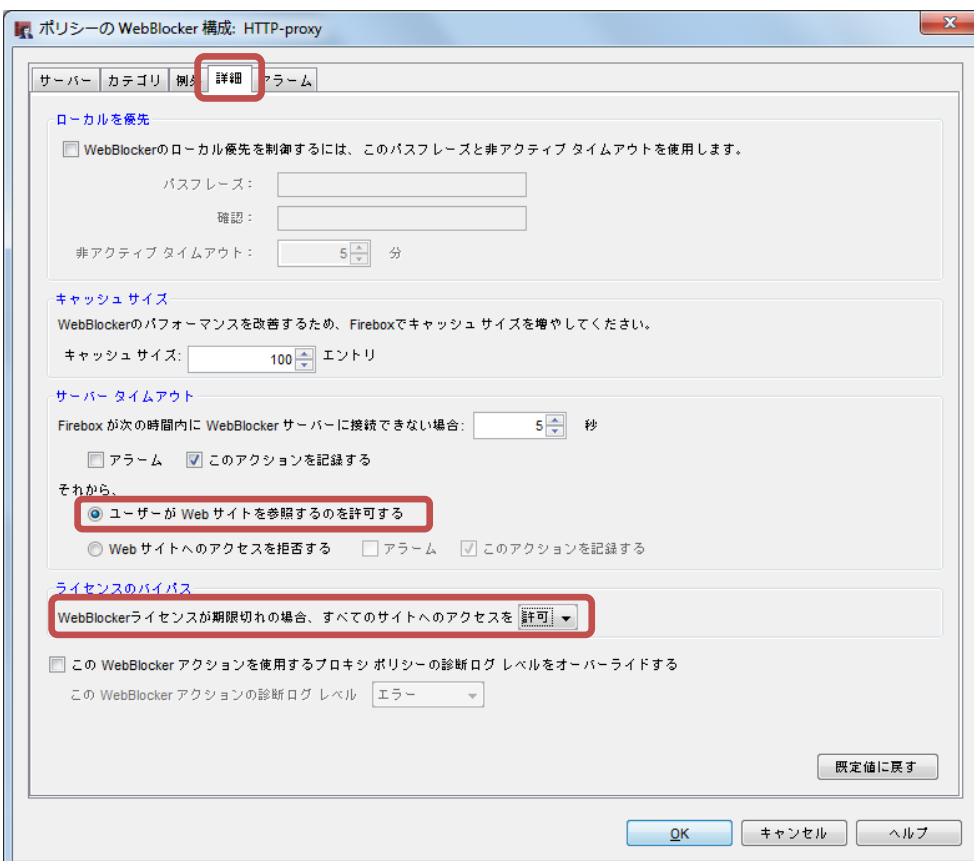 ポリシーの WebBlocker 構成: HTTP-proxy
サーバー カテゴリ 詳細 アラーム
ローカルを優先
WebBlockerのローカル優先を制御するには、このパスフレーズと非アクティブ タイムアウトを使用します。
パスフレーズ:
確認:
非アクティブ タイムアウト: 5 分
キャッシュ サイズ
WebBlockerのパフォーマンスを改善するため、Fireboxでキャッシュ サイズを増やしてください。
キャッシュ サイズ: 100 エントリ
サーバー タイムアウト
Firebox が次の時間内に WebBlocker サーバーに接続できない場合: 5 秒
アラーム このアクションを記録する
それから、
ユーザーが Web サイトを参照するのを許可する
Web サイトへのアクセスを拒否する アラーム このアクションを記録する
ライセンスのバイパス
WebBlockerライセンスが期限切れの場合、すべてのサイトへのアクセスを 許可
この WebBlocker アクションを使用するプロキシ ポリシーの診断ログ レベルをオーバーライドする
この WebBlocker アクションの診断ログ レベル エラー
既定値に戻す
OK キャンセル ヘルプ